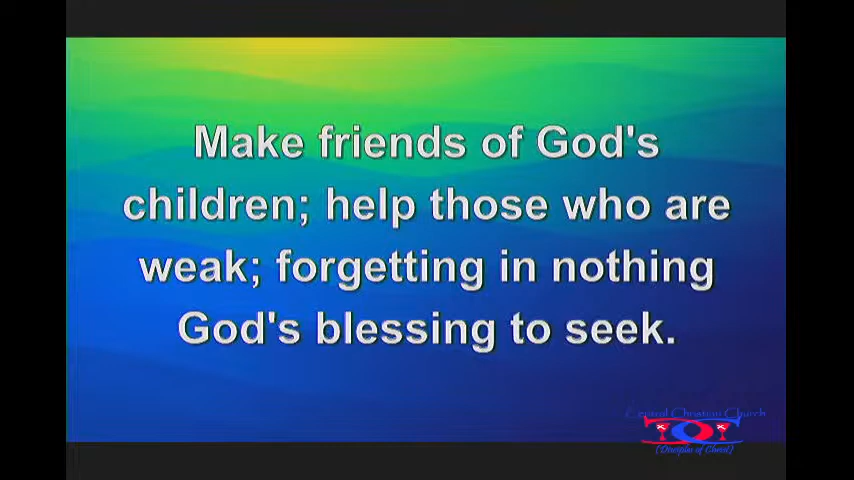 Make friends of God's
children; help those who are
weak; forgetting in nothing
God's blessing to seek.
Central Christian Church
(Disciples of Christ)